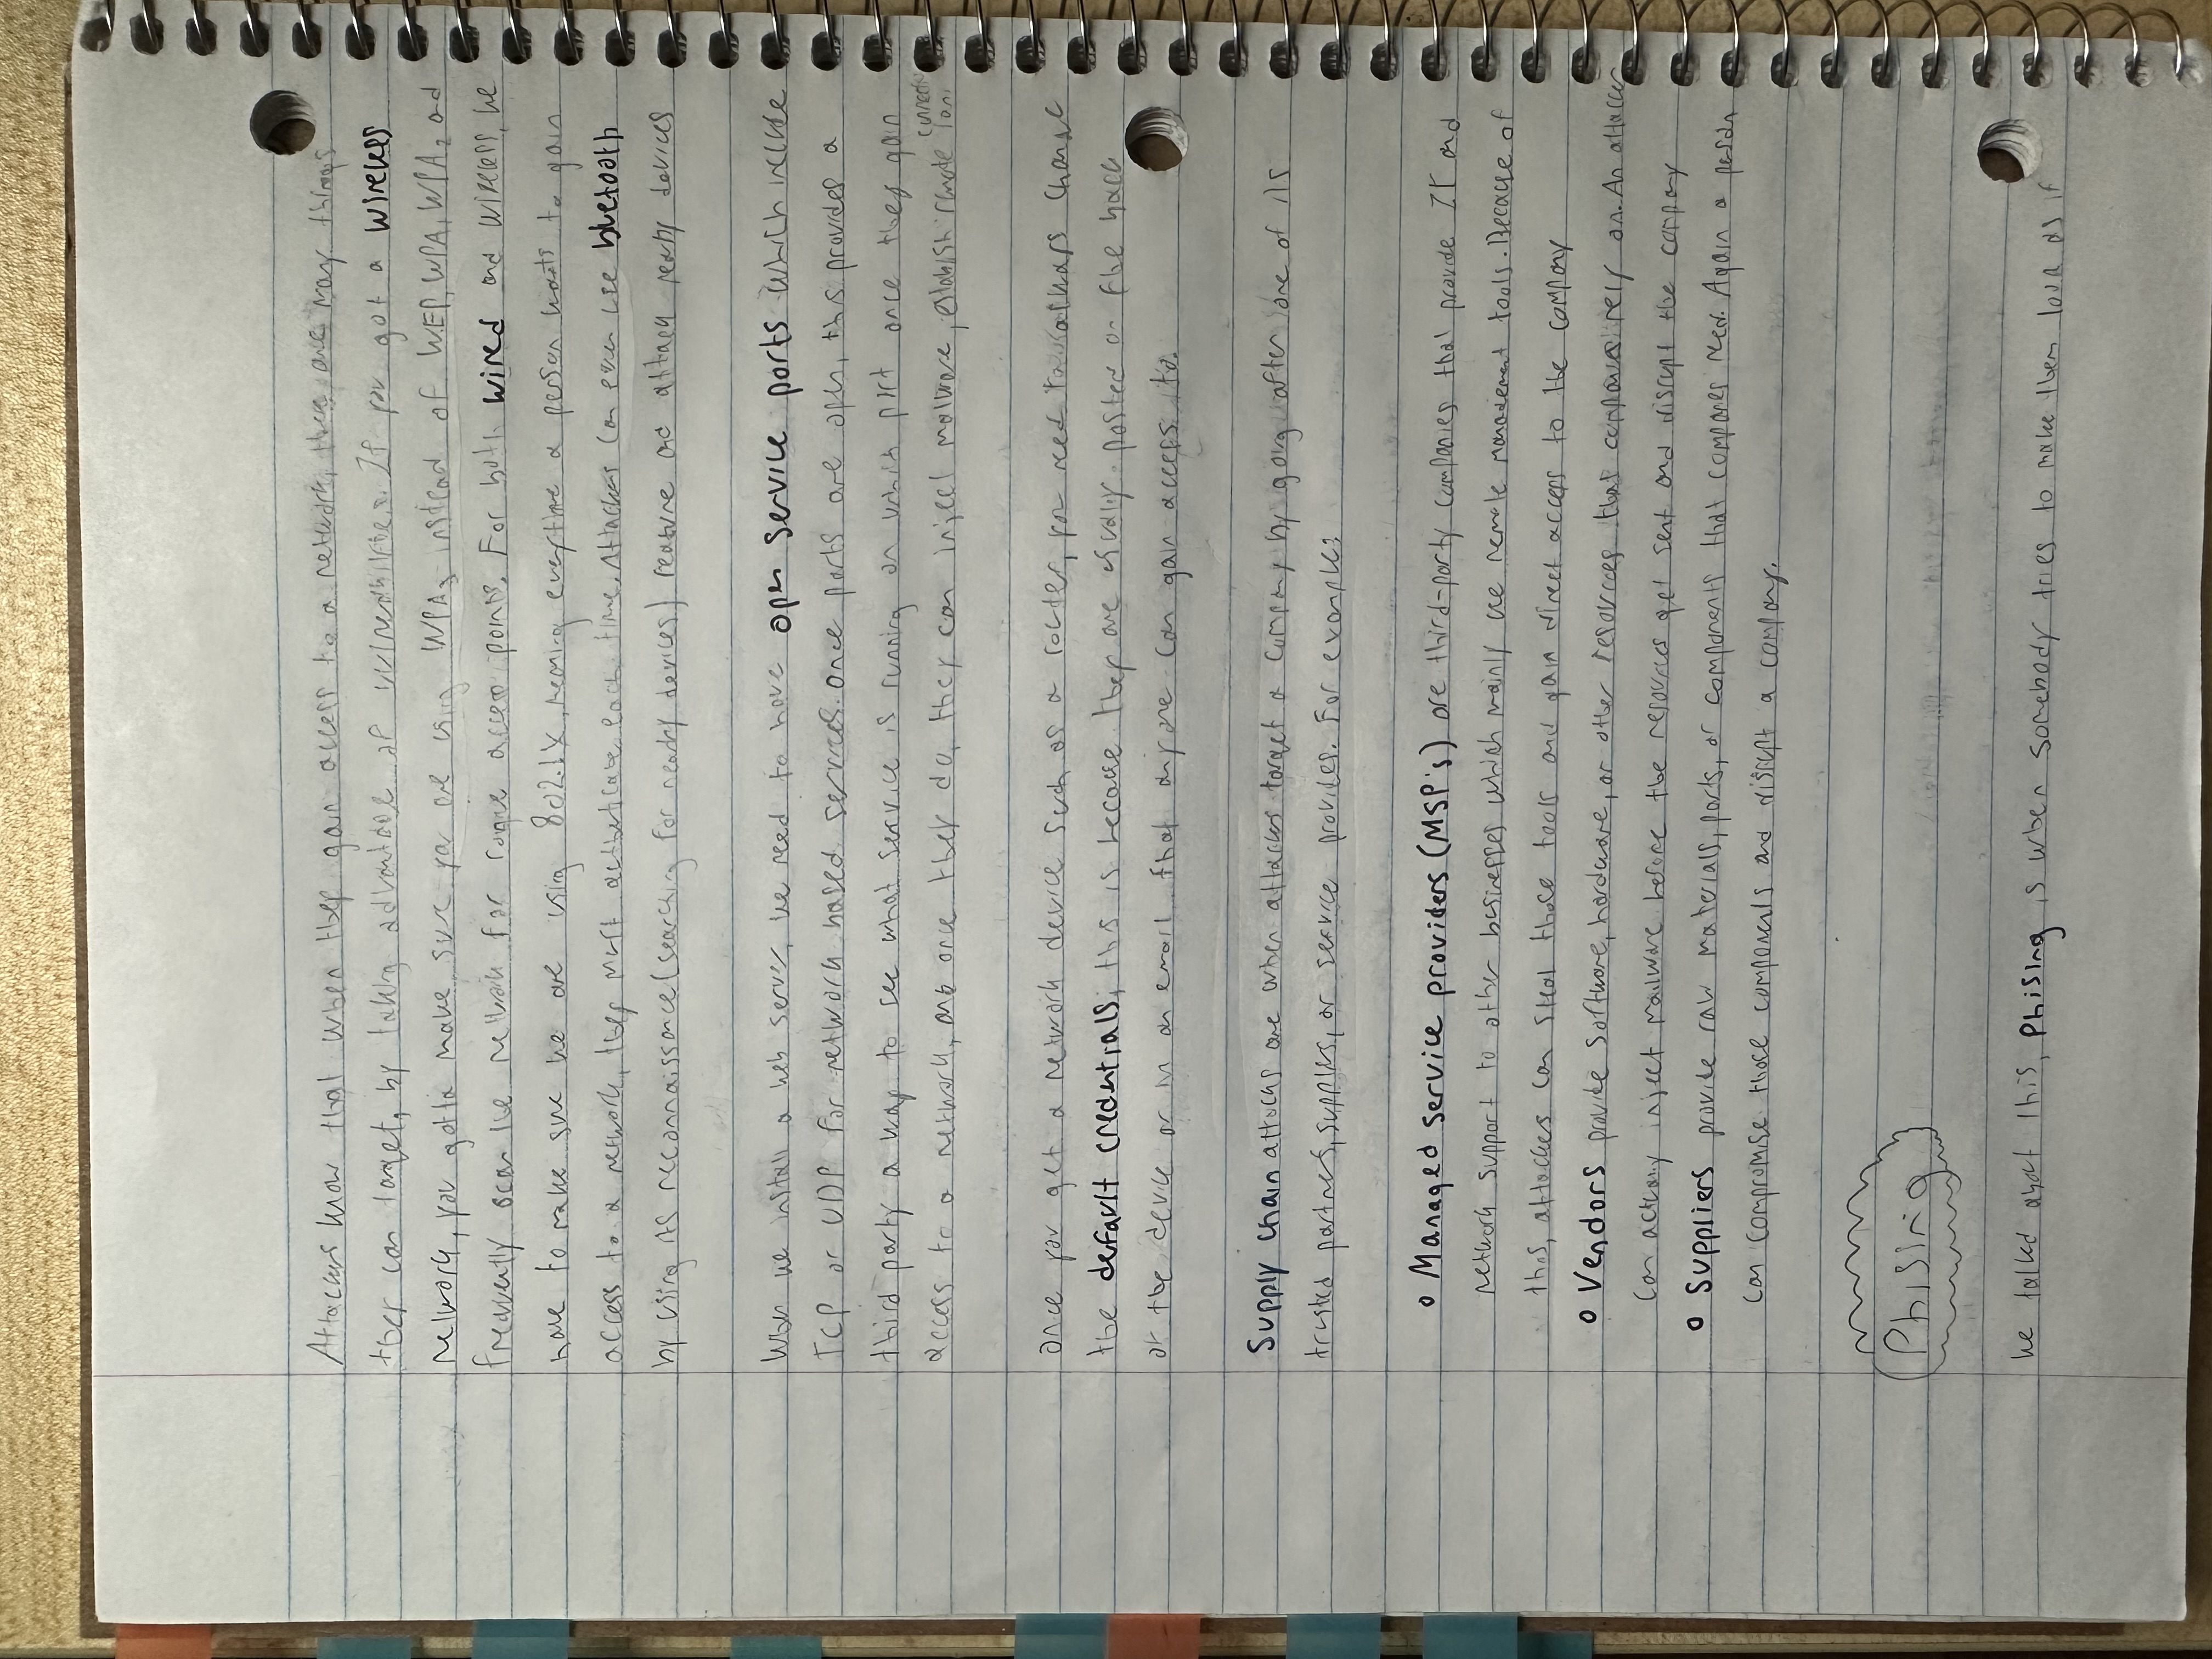 Attackers know that when they gain access to a network, there are many things
they can target, by taking advantage of vulnerabilities. If you got a wireless
network, you gotta make sure you are using WPA3 instead of WEP, WPA, WPA2 and
frequently scan the network for rogue access points. For both wired and wireless, we
have to make sure we are using 802.1X, meaning everytime a person wants to gain
access to a network, they must authenticate each time. Attackers can even use bluetooth
by using its reconnaissance (searching for nearby devices) feature and attack nearby devices
When we install a web server, we need to have open service ports which include
TCP or UDP for network based services. once ports are open, this provides a
third party a way to see what service is running on which port once they gain
access to a network, and once they do, they can inject malware, establish remote connections
once you get a network device such as a router, you need to always change
the default credentials, this is because they are usually posted on the back
of the device or in an email that anyone can gain access to.
Supply chain attacks are when attackers target a company by going after one of its
trusted partners, suppliers, or service provides. For example:
o Managed service providers (MSP's) are third-party companies that provide IT and
network support to other businesses which mainly use remote management tools. Because of
this, attackers can steal those tools and gain direct access to the company
o Vendors provide software, hardware, or other resources that companies rely on. An attacker
can actually inject mailware before the resources get sent and disrupt the company
o Suppliers provide raw materials, parts, or components that companies need. Again a person
can compromise those components and disrupt a company.
Phising
We talked about this, Phising is when somebody tries to make them look as if